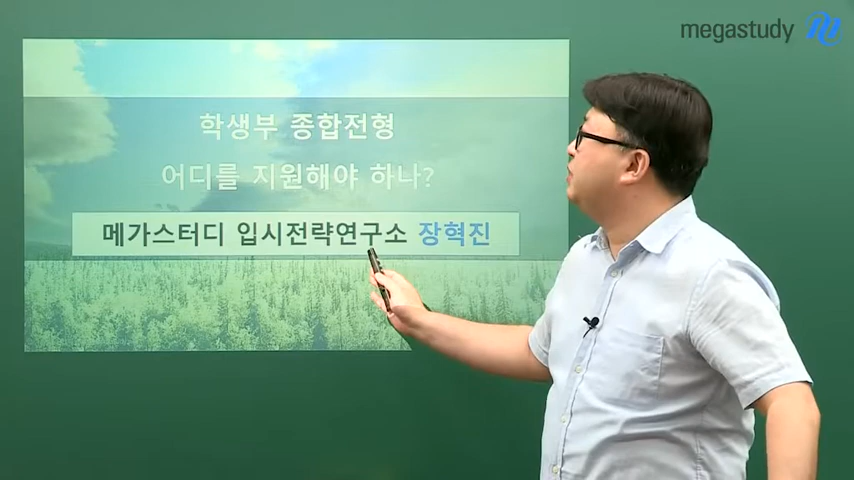 megastudy
학생부 종합전형
어디를 지원해야 하나?
메가스터디 입시전략연구소 장혁진